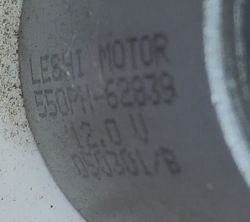 LESHI MOTOR
550PH-62839
12.0 V
050301/B